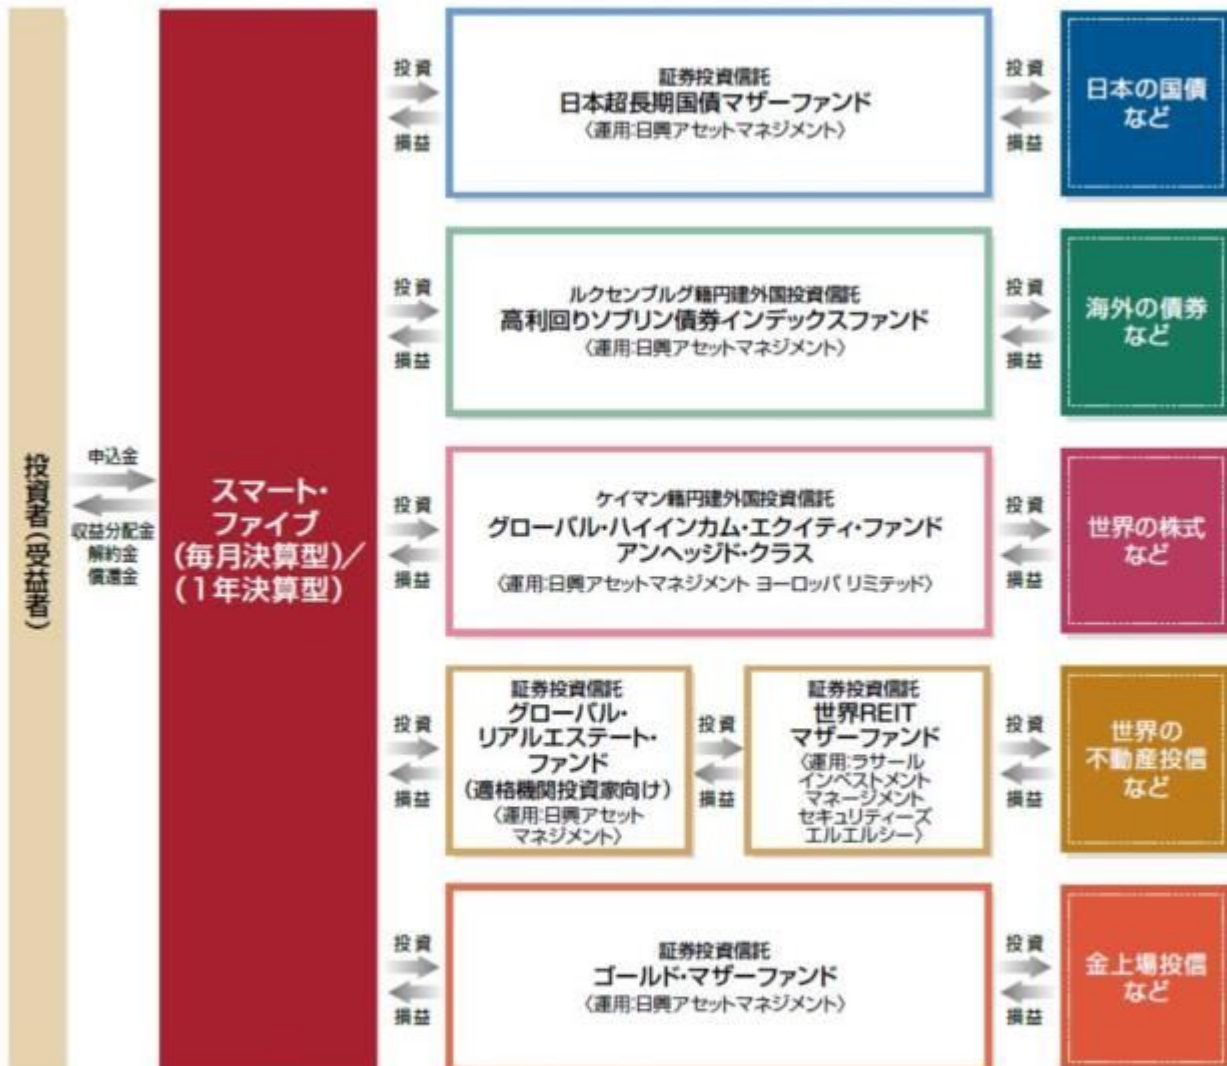 投資者(受益者)
申込金
収益分配金
解約金
償還金
スマート・
ファイブ
(毎月決算型)/
(1年決算型)
投資
損益
証券投資信託
日本超長期国債マザーファンド
〈運用:日興アセットマネジメント〉
投資
損益
日本の国債
など
投資
損益
ルクセンブルグ籍円建外国投資信託
高利回りソブリン債券インデックスファンド
〈運用:日興アセットマネジメント〉
投資
損益
海外の債券
など
投資
損益
ケイマン籍円建外国投資信託
グローバル・ハイインカム・エクイティ・ファンド
アンヘッジド・クラス
〈運用:日興アセットマネジメント ヨーロッパ リミテッド〉
投資
損益
世界の株式
など
投資
損益
証券投資信託
グローバル・
リアルエステート・
ファンド
(適格機関投資家向け)
〈運用:日興アセット
マネジメント〉
投資
損益
証券投資信託
世界REIT
マザーファンド
〈運用:ラサール
インベストメント
マネージメント
セキュリティーズ
エルエルシー〉
投資
損益
世界の
不動産投信
など
投資
損益
証券投資信託
ゴールド・マザーファンド
〈運用:日興アセットマネジメント〉
投資
損益
金上場投信
など